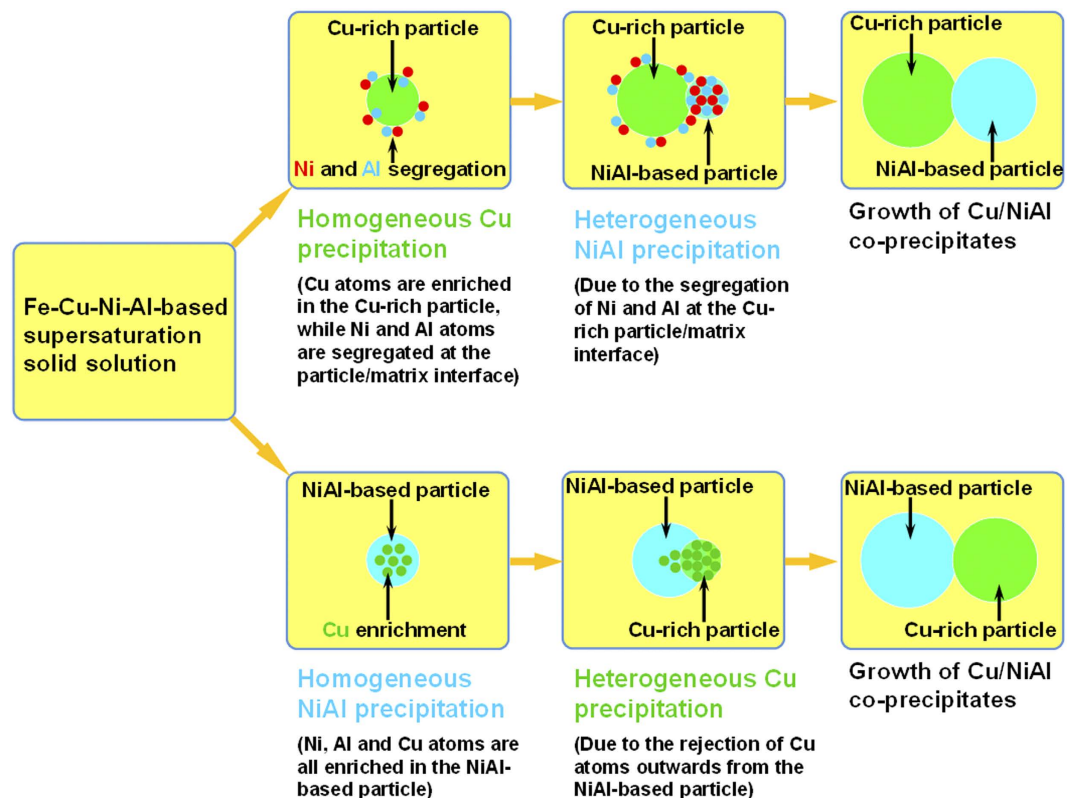 Fe-Cu-Ni-Al-based
supersaturation
solid solution
Cu-rich particle
Ni and Al segregation
Homogeneous Cu
precipitation
(Cu atoms are enriched
in the Cu-rich particle,
while Ni and Al atoms
are segregated at the
particle/matrix interface)
Cu-rich particle
NiAl-based particle
Heterogeneous
NiAl precipitation
(Due to the segregation
of Ni and Al at the Cu-
rich particle/matrix
interface)
Cu-rich particle
NiAl-based particle
Growth of Cu/NiAl
co-precipitates
NiAl-based particle
Cu enrichment
Homogeneous
NiAl precipitation
(Ni, Al and Cu atoms are
all enriched in the NiAl-
based particle)
NiAl-based particle
Cu-rich particle
Heterogeneous Cu
precipitation
(Due to the rejection of Cu
atoms outwards from the
NiAl-based particle)
NiAl-based particle
Cu-rich particle
Growth of Cu/NiAl
co-precipitates